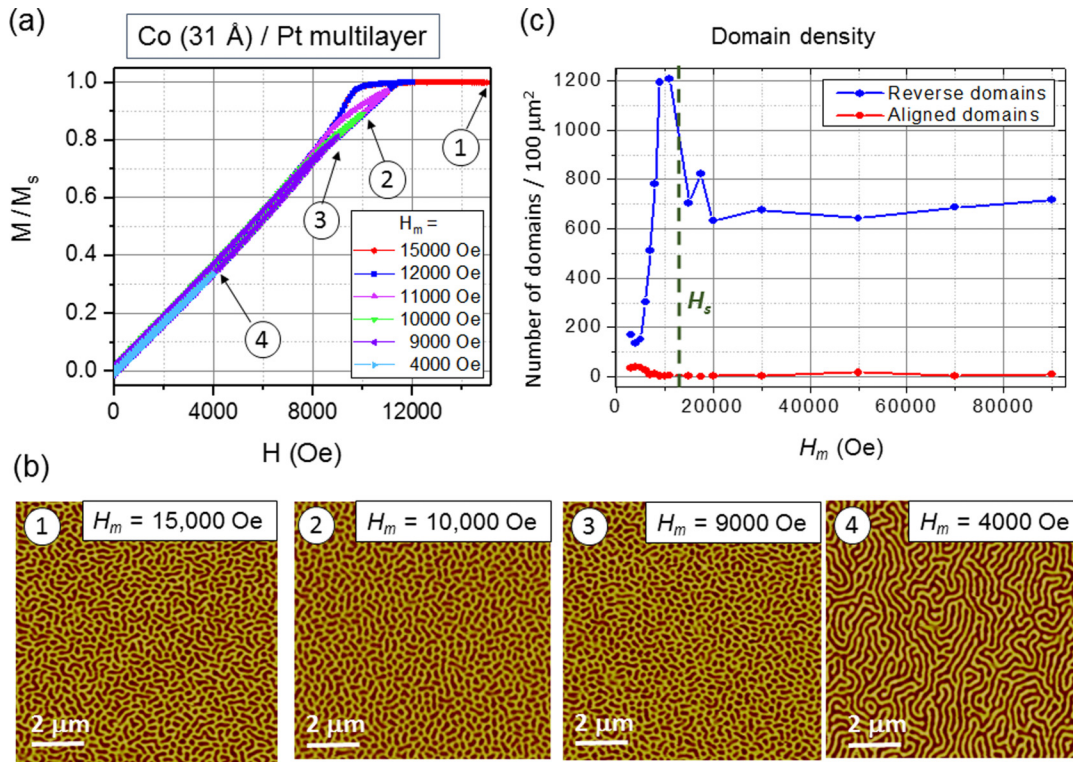 (a)
Co (31 Å) / Pt multilayer
M / Mₛ
1.0
0.8
0.6
0.4
0.2
0.0
0
4000
8000
12000
H (Oe)
1
2
3
4
Hₘ =
15000 Oe
12000 Oe
11000 Oe
10000 Oe
9000 Oe
4000 Oe
(c)
Domain density
Number of domains / 100 μm²
1200
1000
800
600
400
200
0
0
20000
40000
60000
80000
Hₘ (Oe)
Reverse domains
Aligned domains
Hₛ
(b)
1
Hₘ = 15,000 Oe
2 μm
2
Hₘ = 10,000 Oe
2 μm
3
Hₘ = 9000 Oe
2 μm
4
Hₘ = 4000 Oe
2 μm